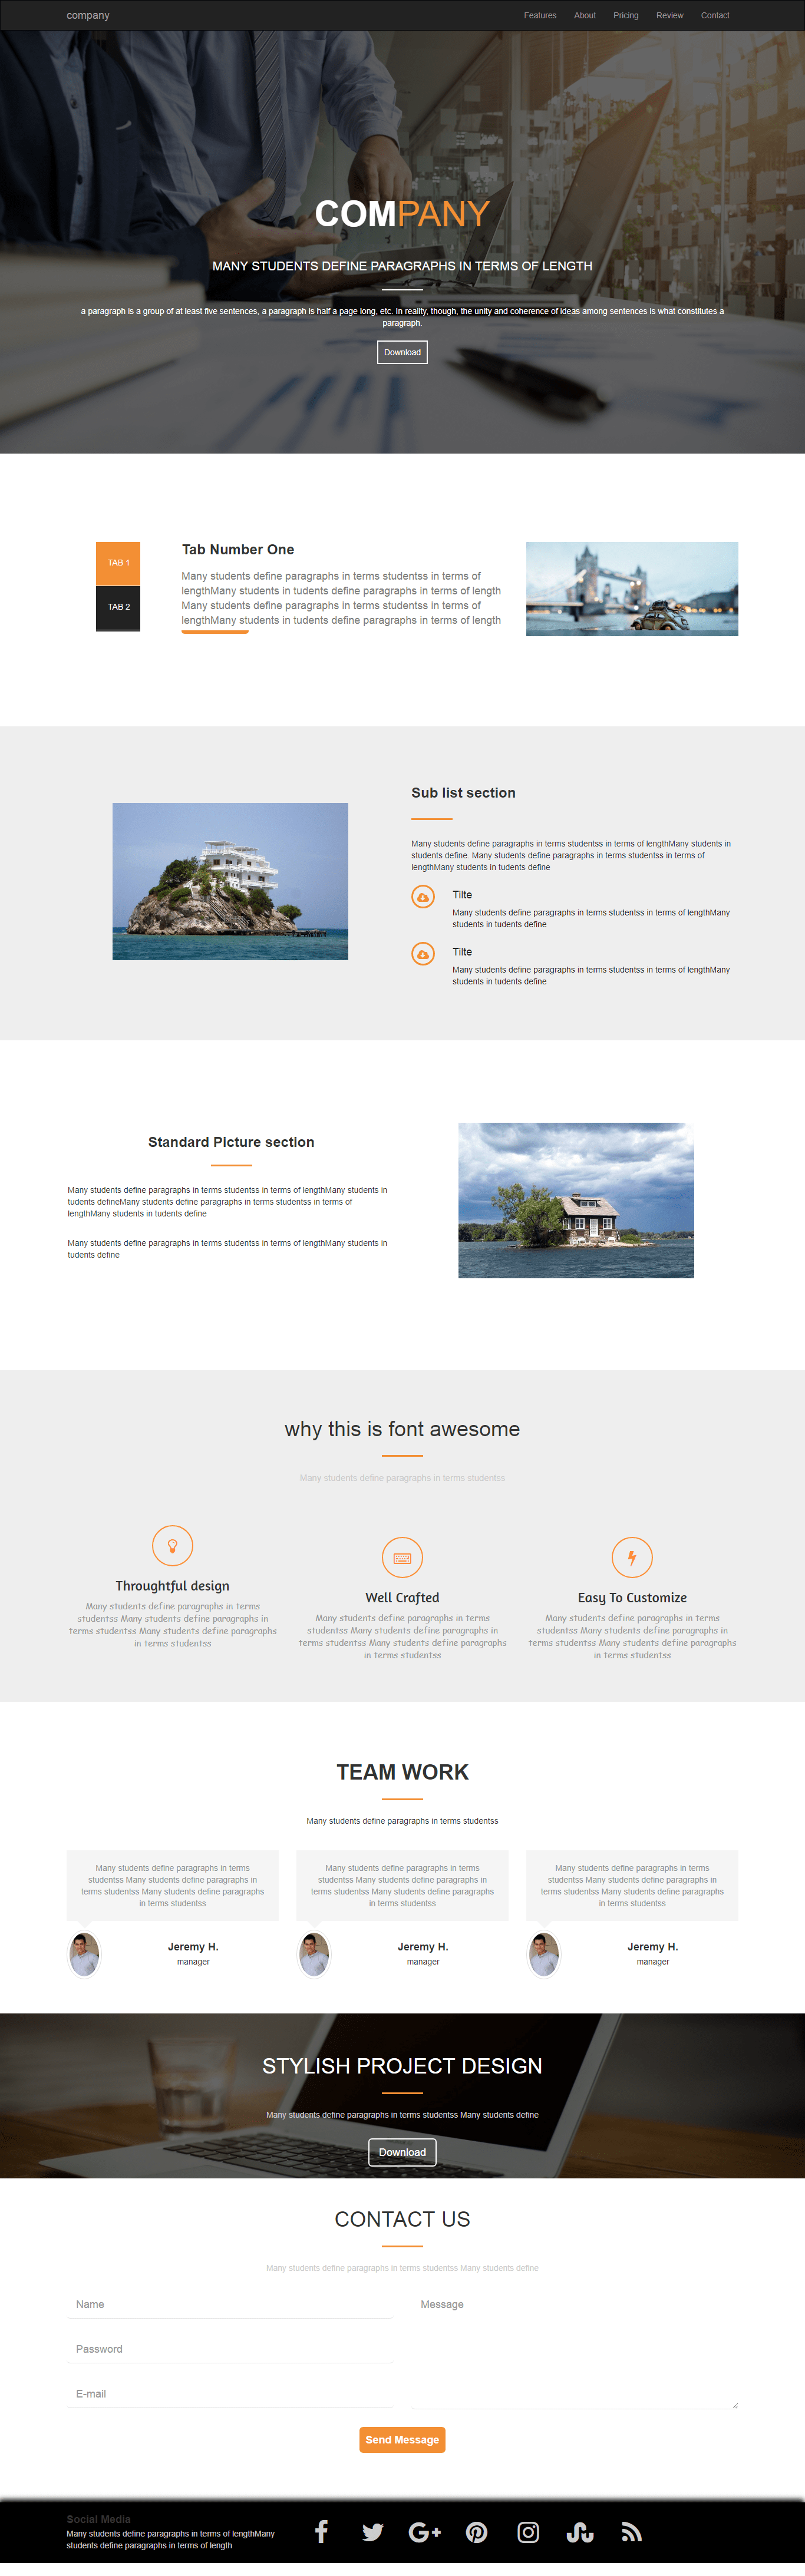 company
Features About Pricing Review Contact
COMPANY
MANY STUDENTS DEFINE PARAGRAPHS IN TERMS OF LENGTH
a paragraph is a group of at least five sentences, a paragraph is half a page long, etc. In reality, though, the unity and coherence of ideas among sentences is what constitutes a
paragraph.
Download
TAB 1
TAB 2
Tab Number One
Many students define paragraphs in terms studentss in terms of
lengthMany students in tudents define paragraphs in terms of length
Many students define paragraphs in terms studentss in terms of
lengthMany students in tudents define paragraphs in terms of length
Sub list section
Many students define paragraphs in terms studentss in terms of lengthMany students in
students define. Many students define paragraphs in terms studentss in terms of
lengthMany students in tudents define
Tilte
Many students define paragraphs in terms studentss in terms of lengthMany
students in tudents define
Tilte
Many students define paragraphs in terms studentss in terms of lengthMany
students in tudents define
Standard Picture section
Many students define paragraphs in terms studentss in terms of lengthMany students in
tudents defineMany students define paragraphs in terms studentss in terms of
lengthMany students in tudents define
Many students define paragraphs in terms studentss in terms of lengthMany students in
tudents define
why this is font awesome
Many students define paragraphs in terms studentss
Throughtful design
Many students define paragraphs in terms
studentss Many students define paragraphs in
terms studentss Many students define paragraphs
in terms studentss
Well Crafted
Many students define paragraphs in terms
studentss Many students define paragraphs in
terms studentss Many students define paragraphs
in terms studentss
Easy To Customize
Many students define paragraphs in terms
studentss Many students define paragraphs in
terms studentss Many students define paragraphs
in terms studentss
TEAM WORK
Many students define paragraphs in terms studentss
Many students define paragraphs in terms
studentss Many students define paragraphs in
terms studentss Many students define paragraphs
in terms studentss
Jeremy H.
manager
Many students define paragraphs in terms
studentss Many students define paragraphs in
terms studentss Many students define paragraphs
in terms studentss
Jeremy H.
manager
Many students define paragraphs in terms
studentss Many students define paragraphs in
terms studentss Many students define paragraphs
in terms studentss
Jeremy H.
manager
STYLISH PROJECT DESIGN
Many students define paragraphs in terms studentss Many students define
Download
CONTACT US
Many students define paragraphs in terms studentss Many students define
Name
Password
E-mail
Message
Send Message
Social Media
Many students define paragraphs in terms of lengthMany
students define paragraphs in terms of length